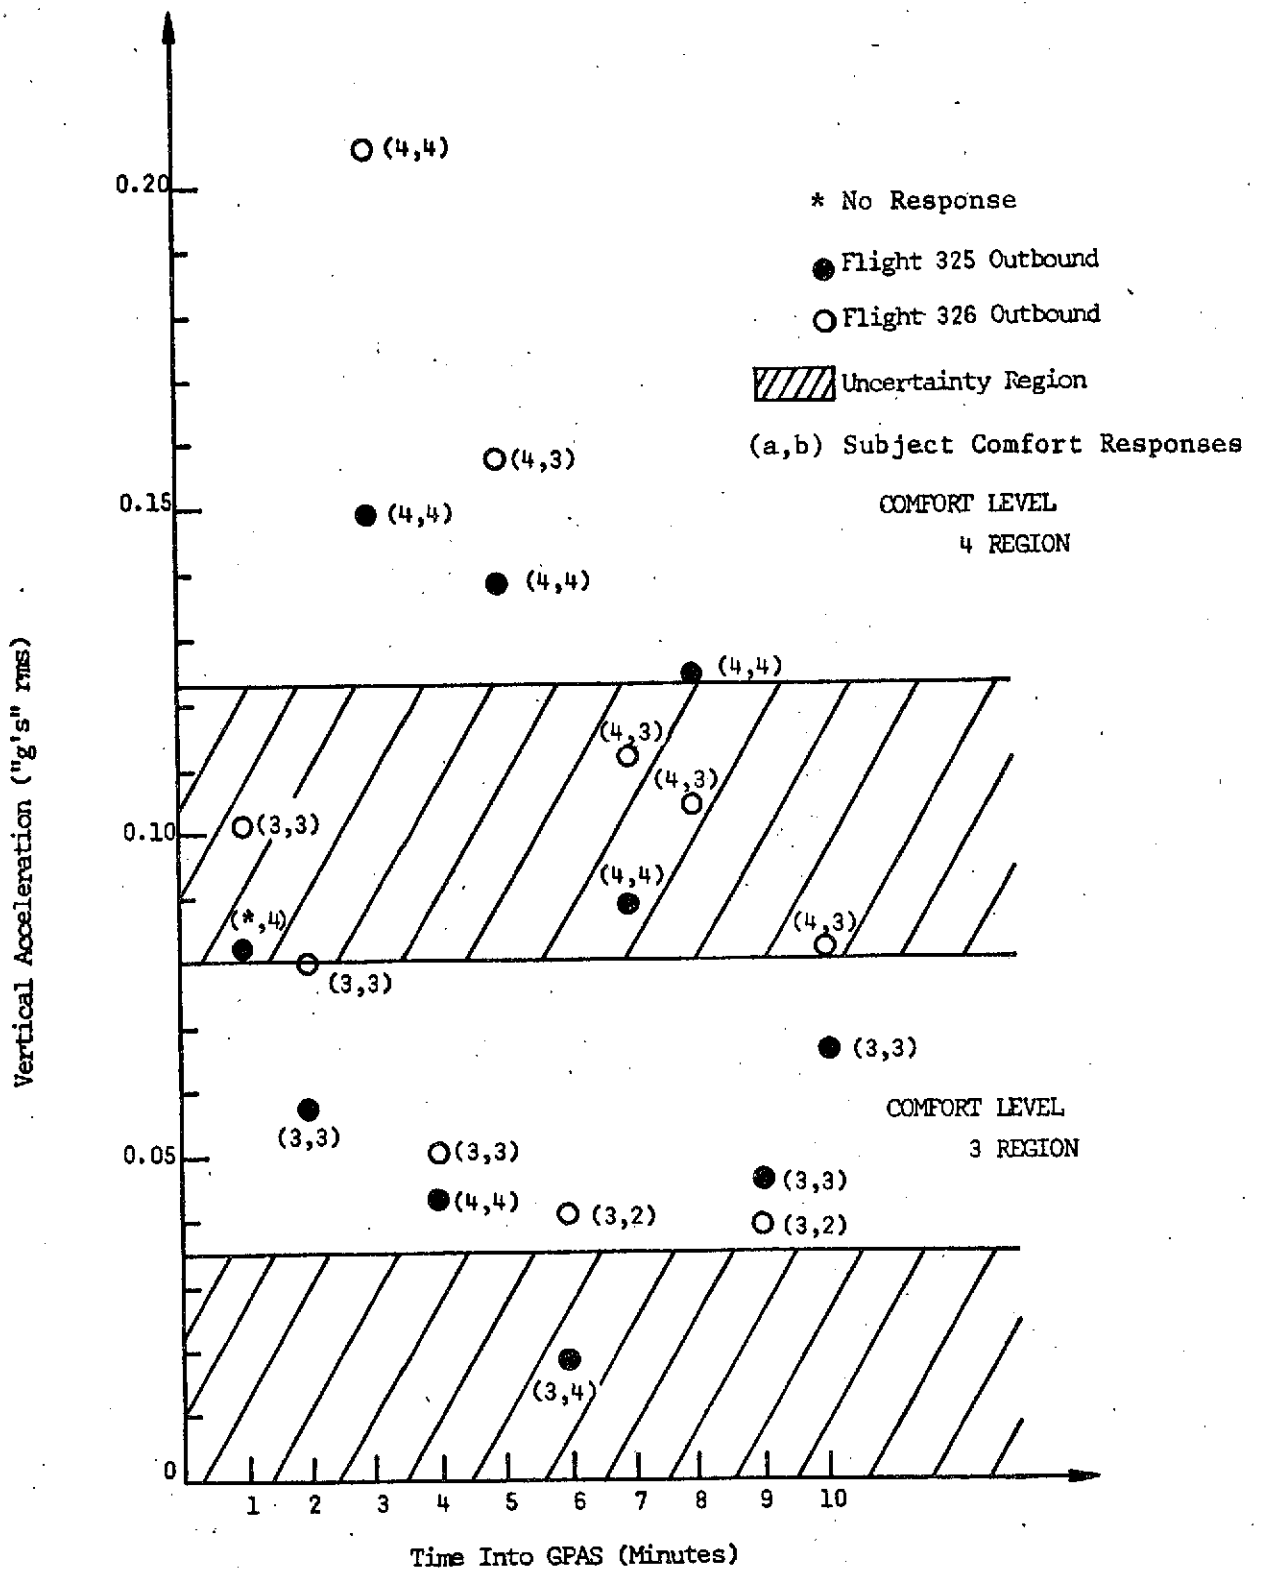 (4,4)
0.20
* No Response
Flight 325 Outbound
Flight 326 Outbound
Uncertainty Region
(a,b) Subject Comfort Responses
(4,3)
0.15
COMFORT LEVEL
4 REGION
(4,4)
(4,4)
(4,4)
Vertical Acceleration ("g's" rms)
(4,3)
(4,3)
0.10
(3,3)
(4,4)
(*,4)
(4,3)
(3,3)
(3,3)
COMFORT LEVEL
3 REGION
(3,3)
0.05
(3,3)
(3,3)
(4,4)
(3,2)
(3,2)
(3,4)
0
1 2 3 4 5 6 7 8 9 10
Time Into GPAS (Minutes)